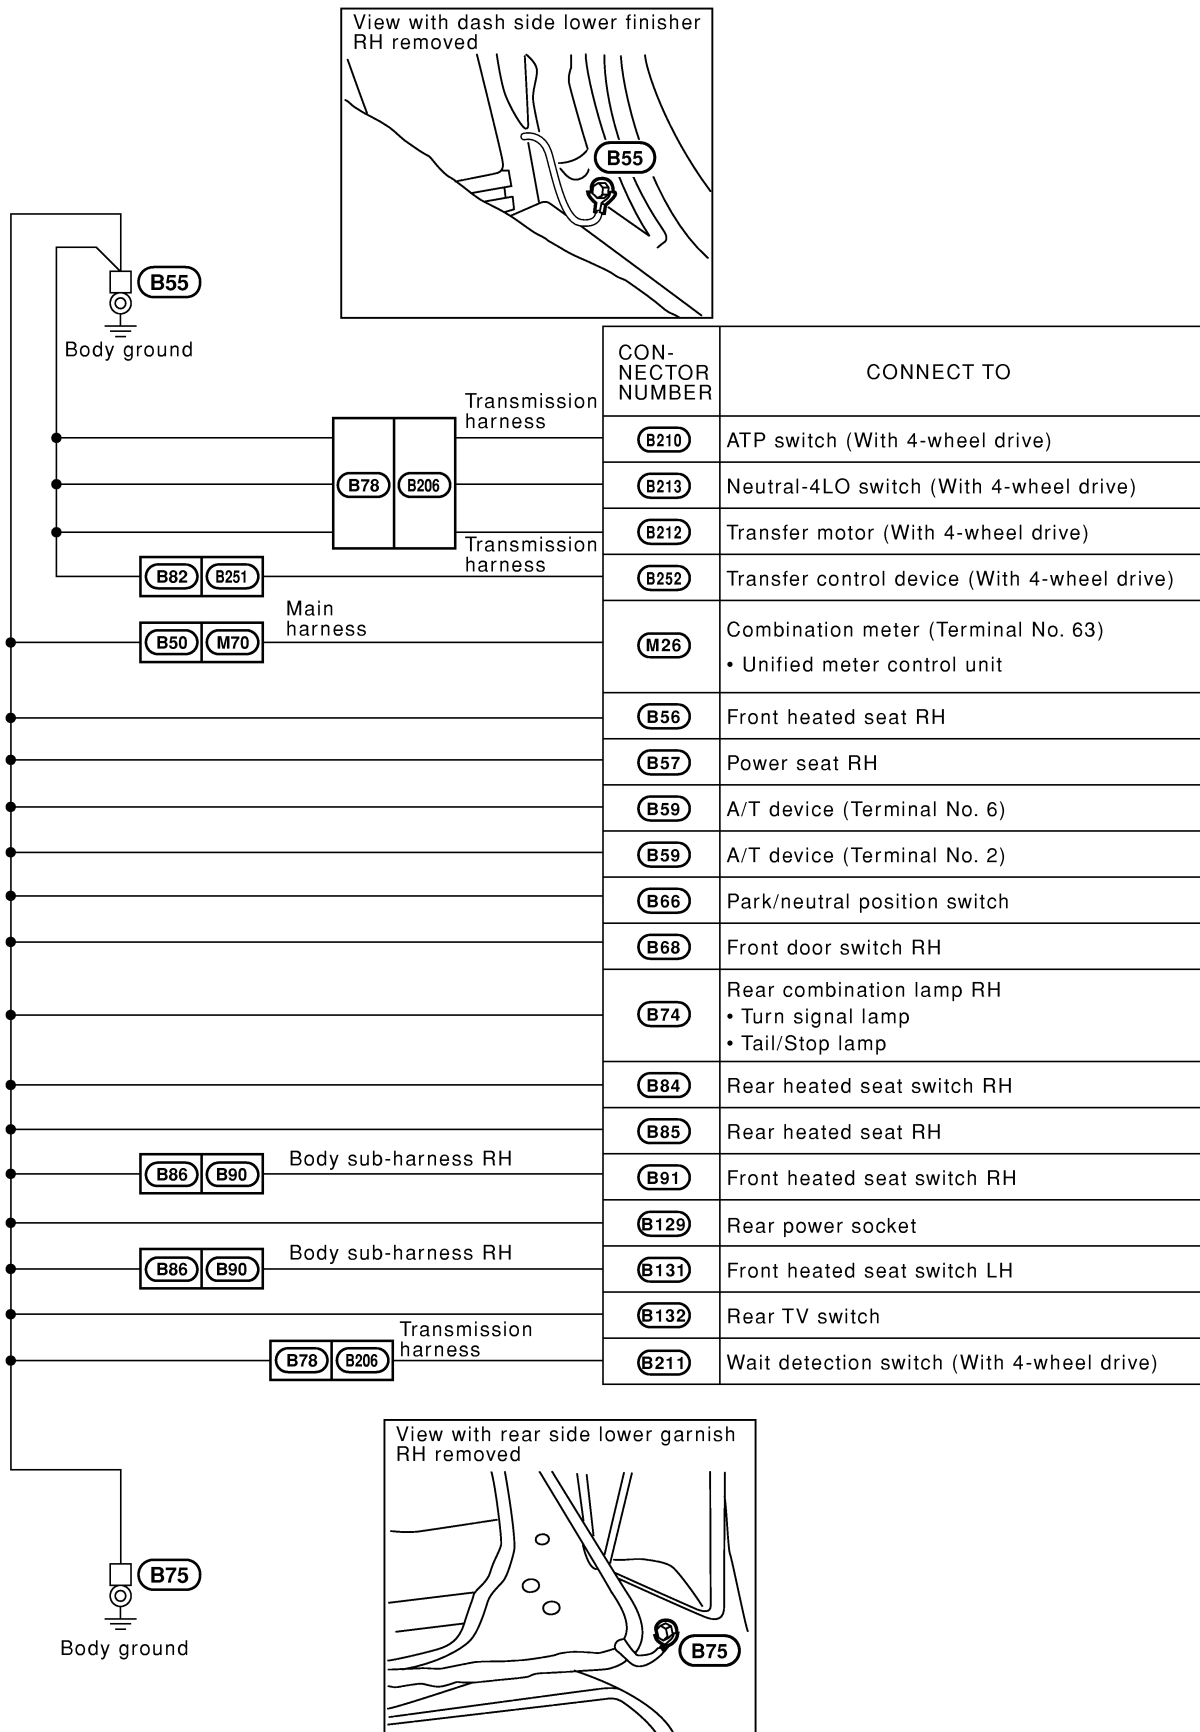 View with dash side lower finisher
RH removed
B55
B55
Body ground
CON-
NECTOR
NUMBER
CONNECT TO
Transmission
harness
B78
B206
B210
ATP switch (With 4-wheel drive)
B213
Neutral-4LO switch (With 4-wheel drive)
B212
Transfer motor (With 4-wheel drive)
Transmission
harness
B82
B251
B252
Transfer control device (With 4-wheel drive)
Main
harness
B50
M70
M26
Combination meter (Terminal No. 63)
• Unified meter control unit
B56
Front heated seat RH
B57
Power seat RH
B59
A/T device (Terminal No. 6)
B59
A/T device (Terminal No. 2)
B66
Park/neutral position switch
B68
Front door switch RH
B74
Rear combination lamp RH
• Turn signal lamp
• Tail/Stop lamp
B84
Rear heated seat switch RH
B85
Rear heated seat RH
B86
B90
Body sub-harness RH
B91
Front heated seat switch RH
B129
Rear power socket
B86
B90
Body sub-harness RH
B131
Front heated seat switch LH
B132
Rear TV switch
B78
B206
Transmission
harness
B211
Wait detection switch (With 4-wheel drive)
View with rear side lower garnish
RH removed
B75
Body ground
B75